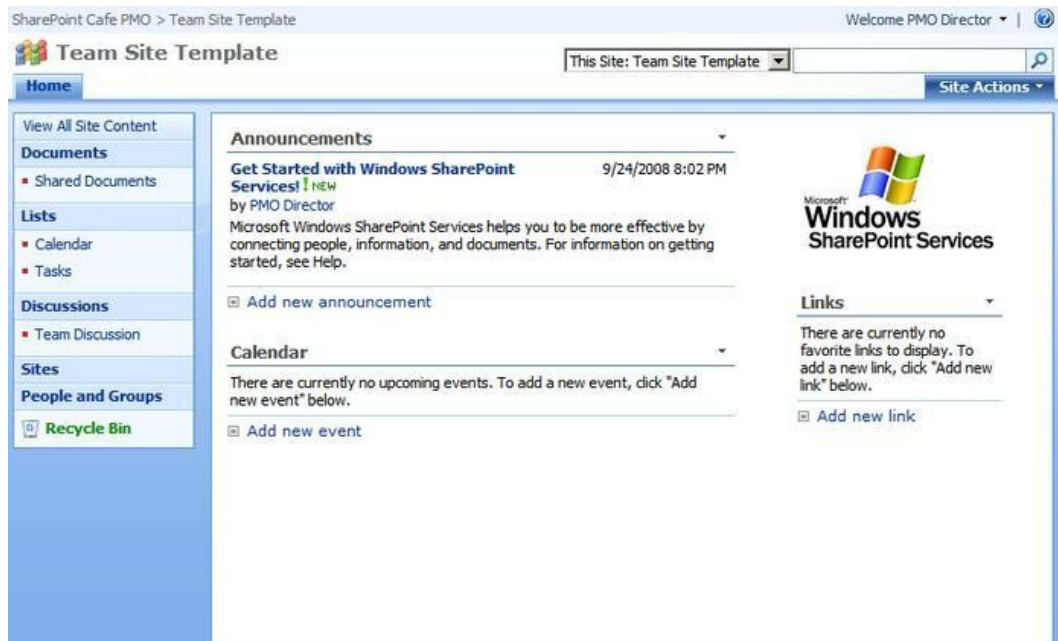 SharePoint Cafe PMO > Team Site Template
Welcome PMO Director
Team Site Template
This Site: Team Site Template
Home
Site Actions
View All Site Content
Documents
Shared Documents
Lists
Calendar
Tasks
Discussions
Team Discussion
Sites
People and Groups
Recycle Bin
Announcements
Get Started with Windows SharePoint
Services! ! NEW
9/24/2008 8:02 PM
by PMO Director
Microsoft Windows SharePoint Services helps you to be more effective by
connecting people, information, and documents. For information on getting
started, see Help.
Add new announcement
Calendar
There are currently no upcoming events. To add a new event, click "Add
new event" below.
Add new event
Microsoft
Windows
SharePoint Services
Links
There are currently no
favorite links to display. To
add a new link, click "Add new
link" below.
Add new link